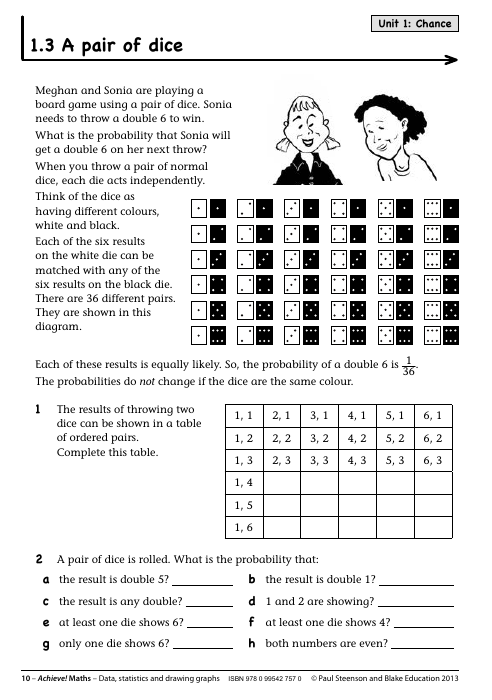 Unit 1: Chance
1.3 A pair of dice
Meghan and Sonia are playing a
board game using a pair of dice. Sonia
needs to throw a double 6 to win.
What is the probability that Sonia will
get a double 6 on her next throw?
When you throw a pair of normal
dice, each die acts independently.
Think of the dice as
having different colours,
white and black.
Each of the six results
on the white die can be
matched with any of the
six results on the black die.
There are 36 different pairs.
They are shown in this
diagram.
Each of these results is equally likely. So, the probability of a double 6 is 1/36.
The probabilities do not change if the dice are the same colour.
1 The results of throwing two
dice can be shown in a table
of ordered pairs.
Complete this table.
1, 1 2, 1 3, 1 4, 1 5, 1 6, 1
1, 2 2, 2 3, 2 4, 2 5, 2 6, 2
1, 3 2, 3 3, 3 4, 3 5, 3 6, 3
1, 4
1, 5
1, 6
2 A pair of dice is rolled. What is the probability that:
a the result is double 5? b the result is double 1?
c the result is any double? d 1 and 2 are showing?
e at least one die shows 6? f at least one die shows 4?
g only one die shows 6? h both numbers are even?
10 – Achieve! Maths – Data, statistics and drawing graphs ISBN 978 0 99542 757 0 © Paul Steenson and Blake Education 2013